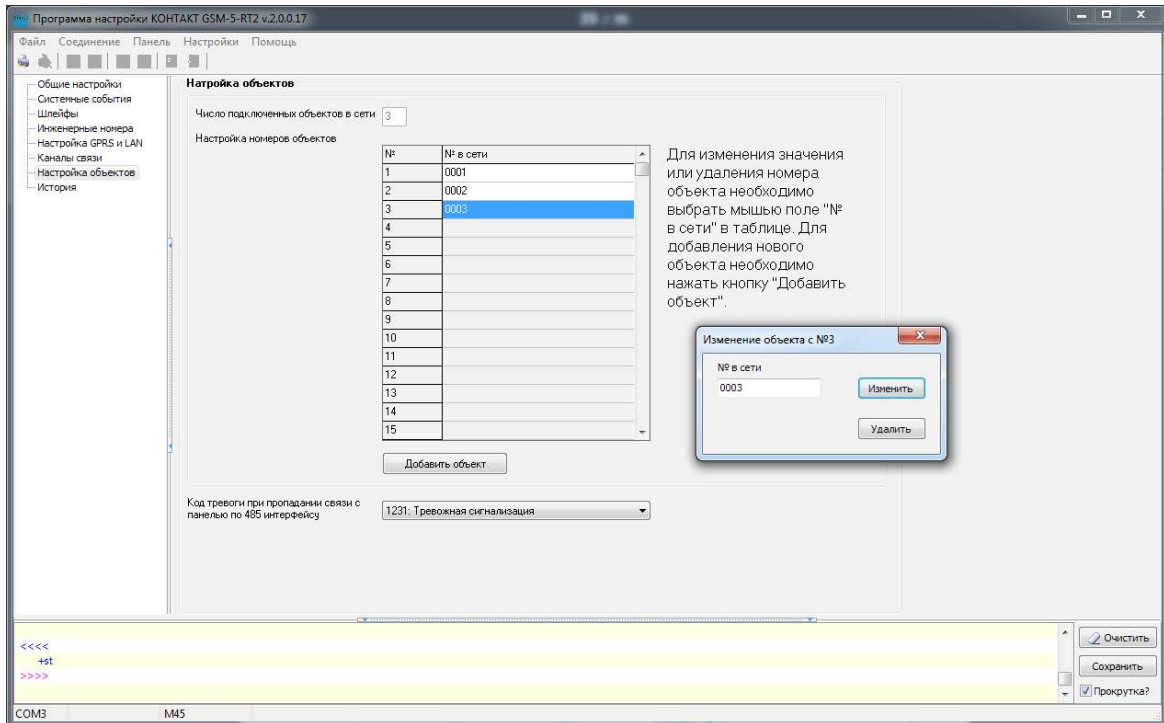 Программа настройки КОНТАКТ GSM-5-RT2 v.2.0.0.17
Файл Соединение Панель Настройки Помощь
Общие настройки
Системные события
Шлейфы
Инженерные номера
Настройка GPRS и LAN
Каналы связи
Настройка объектов
История
Натройка объектов
Число подключенных объектов в сети 3
Настройка номеров объектов
№ № в сети
1 0001
2 0002
3 0003
4
5
6
7
8
9
10
11
12
13
14
15
Для изменения значения
или удаления номера
объекта необходимо
выбрать мышью поле "№
в сети" в таблице. Для
добавления нового
объекта необходимо
нажать кнопку "Добавить
объект".
Изменение объекта с №3
№ в сети
0003 Изменить
Удалить
Добавить объект
Код тревоги при пропадании связи с
панелью по 485 интерфейсу
1231: Тревожная сигнализация
<<<<
+st
>>>>
Очистить
Сохранить
Прокрутка?
COM3 M45